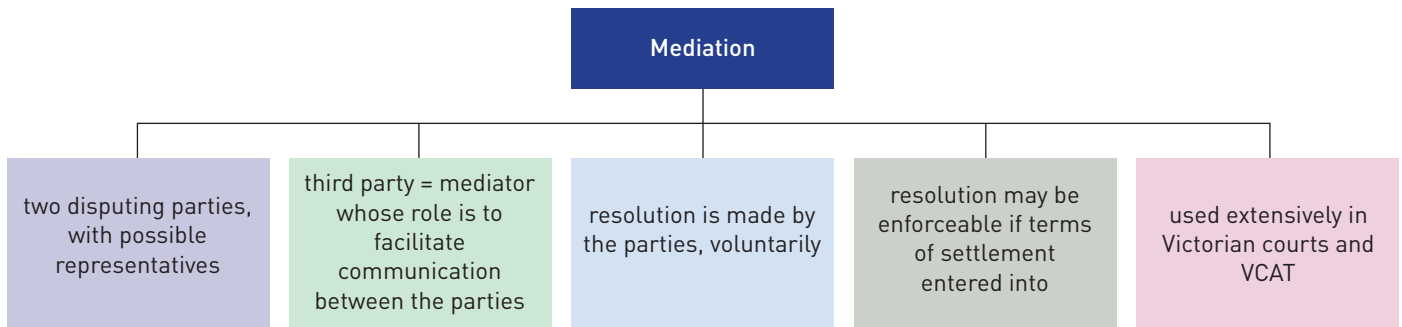 Mediation
two disputing parties,
with possible
representatives
third party = mediator
whose role is to
facilitate
communication
between the parties
resolution is made by
the parties, voluntarily
resolution may be
enforceable if terms
of settlement
entered into
used extensively in
Victorian courts and
VCAT